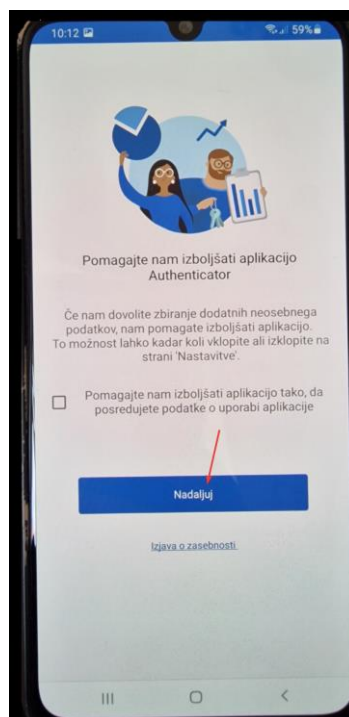 10:12
59%
Pomagajte nam izboljšati aplikacijo
Authenticator
Če nam dovolite zbiranje dodatnih neosebnega
podatkov, nam pomagate izboljšati aplikacijo.
To možnost lahko kadar koli vklopite ali izklopite na
strani 'Nastavitve'.
Pomagajte nam izboljšati aplikacijo tako, da
posredujete podatke o uporabi aplikacije
Nadaljuj
Izjava o zasebnosti